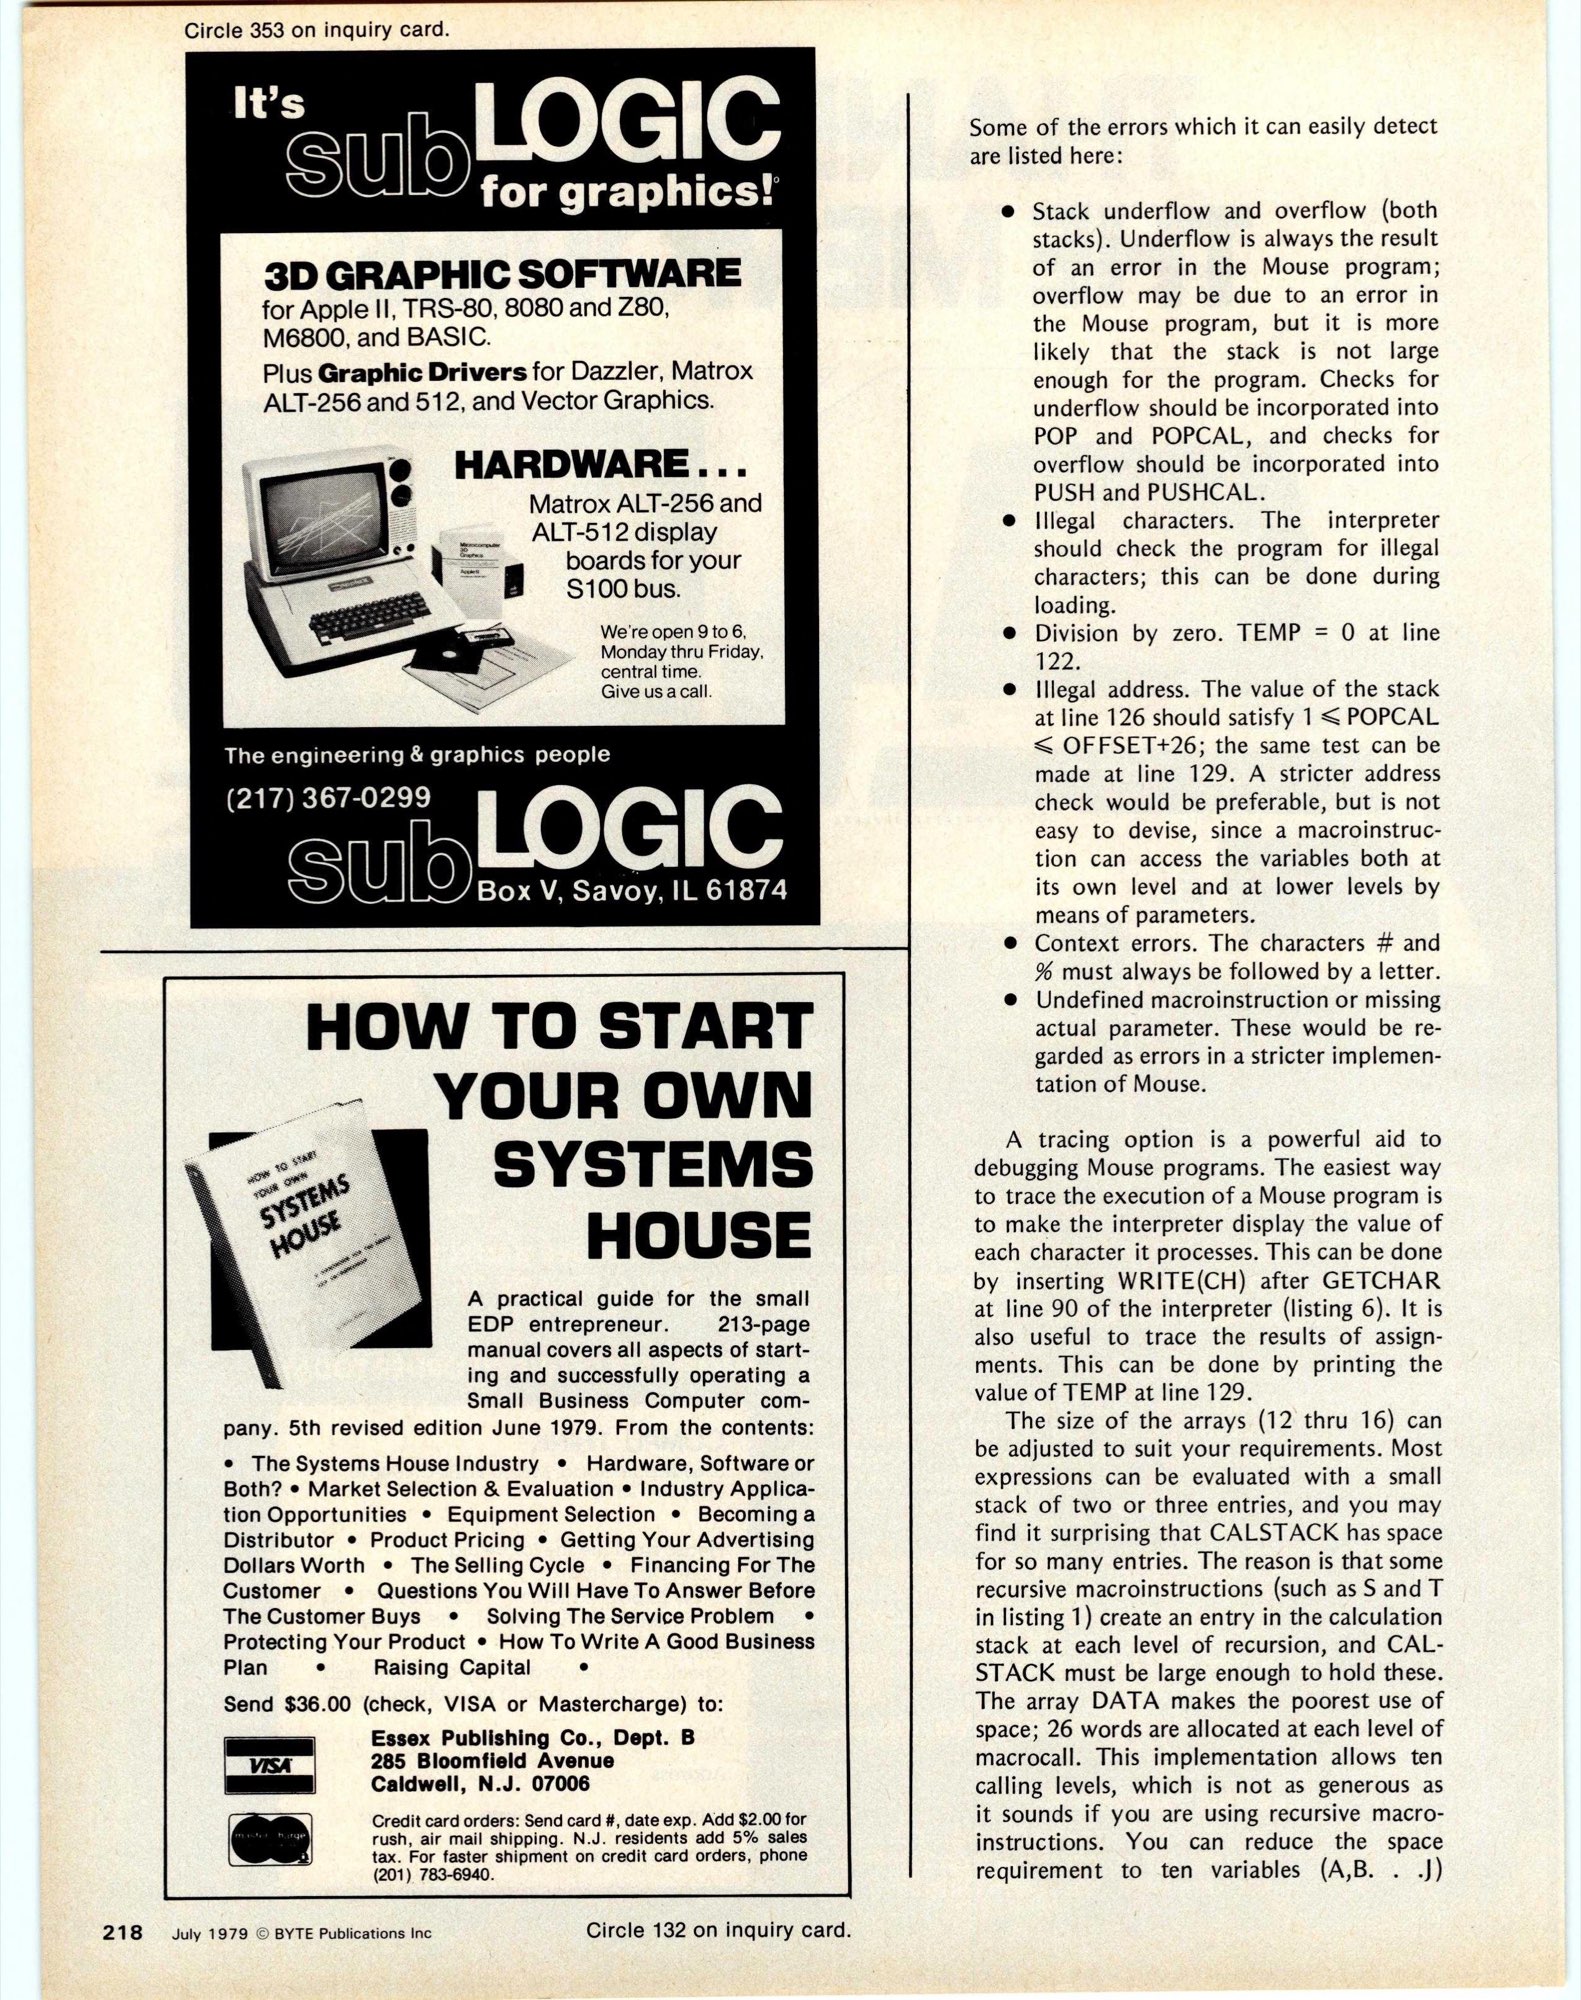 Circle 353 on inquiry card.
It's
subLOGIC
for graphics!
3D GRAPHIC SOFTWARE
for Apple II, TRS-80, 8080 and Z80,
M6800, and BASIC.
Plus Graphic Drivers for Dazzler, Matrox
ALT-256 and 512, and Vector Graphics.
HARDWARE...
Matrox ALT-256 and
ALT-512 display
boards for your
S100 bus.
Microcomputer
3D
Graphics
Apple II
We're open 9 to 6,
Monday thru Friday,
central time.
Give us a call.
The engineering & graphics people
(217) 367-0299
subLOGIC
Box V, Savoy, IL 61874
HOW TO START
YOUR OWN
SYSTEMS
HOUSE
HOW TO START
YOUR OWN
SYSTEMS
HOUSE
A practical guide for the small
EDP entrepreneur. 213-page
manual covers all aspects of start-
ing and successfully operating a
Small Business Computer com-
pany. 5th revised edition June 1979. From the contents:
• The Systems House Industry • Hardware, Software or
Both? • Market Selection & Evaluation • Industry Applica-
tion Opportunities • Equipment Selection • Becoming a
Distributor • Product Pricing • Getting Your Advertising
Dollars Worth • The Selling Cycle • Financing For The
Customer • Questions You Will Have To Answer Before
The Customer Buys • Solving The Service Problem •
Protecting Your Product • How To Write A Good Business
Plan • Raising Capital •
Send $36.00 (check, VISA or Mastercharge) to:
VISA
Essex Publishing Co., Dept. B
285 Bloomfield Avenue
Caldwell, N.J. 07006
master charge
Credit card orders: Send card #, date exp. Add $2.00 for
rush, air mail shipping. N.J. residents add 5% sales
tax. For faster shipment on credit card orders, phone
(201) 783-6940.
Circle 132 on inquiry card.
Some of the errors which it can easily detect
are listed here:
• Stack underflow and overflow (both
stacks). Underflow is always the result
of an error in the Mouse program;
overflow may be due to an error in
the Mouse program, but it is more
likely that the stack is not large
enough for the program. Checks for
underflow should be incorporated into
POP and POPCAL, and checks for
overflow should be incorporated into
PUSH and PUSHCAL.
• Illegal characters. The interpreter
should check the program for illegal
characters; this can be done during
loading.
• Division by zero. TEMP = 0 at line
122.
• Illegal address. The value of the stack
at line 126 should satisfy 1 ⩽ POPCAL
⩽ OFFSET+26; the same test can be
made at line 129. A stricter address
check would be preferable, but is not
easy to devise, since a macroinstruc-
tion can access the variables both at
its own level and at lower levels by
means of parameters.
• Context errors. The characters # and
% must always be followed by a letter.
• Undefined macroinstruction or missing
actual parameter. These would be re-
garded as errors in a stricter implemen-
tation of Mouse.
A tracing option is a powerful aid to
debugging Mouse programs. The easiest way
to trace the execution of a Mouse program is
to make the interpreter display the value of
each character it processes. This can be done
by inserting WRITE(CH) after GETCHAR
at line 90 of the interpreter (listing 6). It is
also useful to trace the results of assign-
ments. This can be done by printing the
value of TEMP at line 129.
The size of the arrays (12 thru 16) can
be adjusted to suit your requirements. Most
expressions can be evaluated with a small
stack of two or three entries, and you may
find it surprising that CALSTACK has space
for so many entries. The reason is that some
recursive macroinstructions (such as S and T
in listing 1) create an entry in the calculation
stack at each level of recursion, and CAL-
STACK must be large enough to hold these.
The array DATA makes the poorest use of
space; 26 words are allocated at each level of
macrocall. This implementation allows ten
calling levels, which is not as generous as
it sounds if you are using recursive macro-
instructions. You can reduce the space
requirement to ten variables (A,B. . .J)
218 July 1979 © BYTE Publications Inc